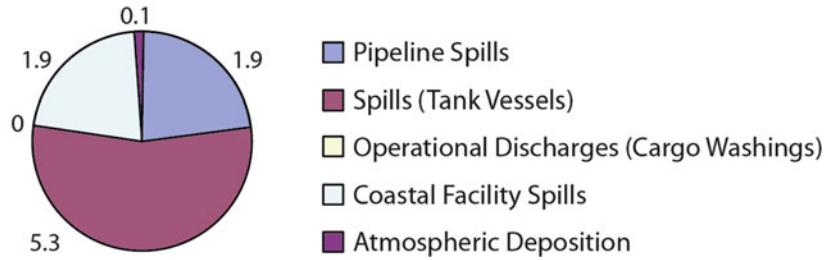 0.1
1.9
1.9
0
5.3
Pipeline Spills
Spills (Tank Vessels)
Operational Discharges (Cargo Washings)
Coastal Facility Spills
Atmospheric Deposition